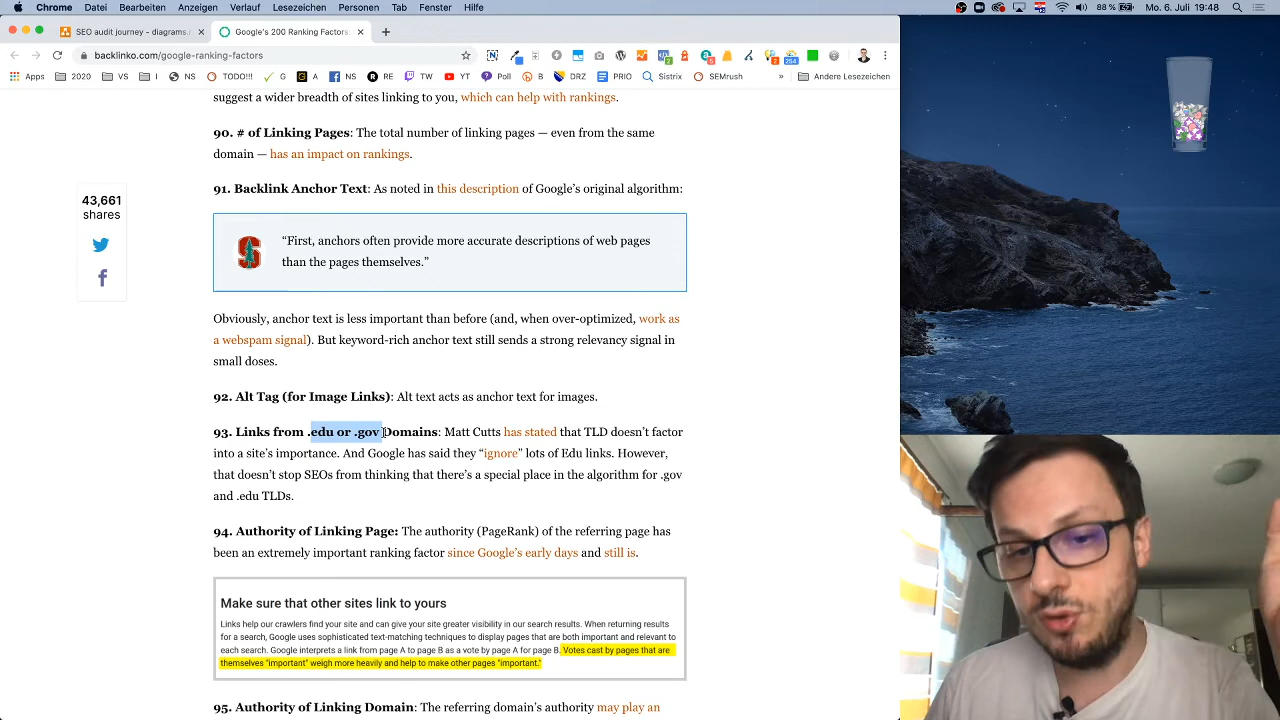 Chrome Ablage Bearbeiten Anzeigen Verlauf Lesezeichen Personen Tab Fenster Hilfe
88 % Mo. 6. Juli 19:48
SEO audit journey - diagrams.
Google's 200 Ranking Factors:
backlinko.com/google-ranking-factors
Apps 2020 VS I NS TODO!!! G A NS RE TW YT Poll B DRZ PRIO Sistrix SEMrush » Andere Lesezeichen
suggest a wider breadth of sites linking to you, which can help with rankings.
90. # of Linking Pages: The total number of linking pages — even from the same
domain — has an impact on rankings.
91. Backlink Anchor Text: As noted in this description of Google’s original algorithm:
43,661
shares
“First, anchors often provide more accurate descriptions of web pages
than the pages themselves.”
Obviously, anchor text is less important than before (and, when over-optimized, work as
a webspam signal). But keyword-rich anchor text still sends a strong relevancy signal in
small doses.
92. Alt Tag (for Image Links): Alt text acts as anchor text for images.
93. Links from .edu or .gov Domains: Matt Cutts has stated that TLD doesn’t factor
into a site’s importance. And Google has said they “ignore” lots of Edu links. However,
that doesn’t stop SEOs from thinking that there’s a special place in the algorithm for .gov
and .edu TLDs.
94. Authority of Linking Page: The authority (PageRank) of the referring page has
been an extremely important ranking factor since Google’s early days and still is.
Make sure that other sites link to yours
Links help our crawlers find your site and can give your site greater visibility in our search results. When returning results
for a search, Google uses sophisticated text-matching techniques to display pages that are both important and relevant to
each search. Google interprets a link from page A to page B as a vote by page A for page B. Votes cast by pages that are
themselves "important" weigh more heavily and help to make other pages "important."
95. Authority of Linking Domain: The referring domain's authority may play an